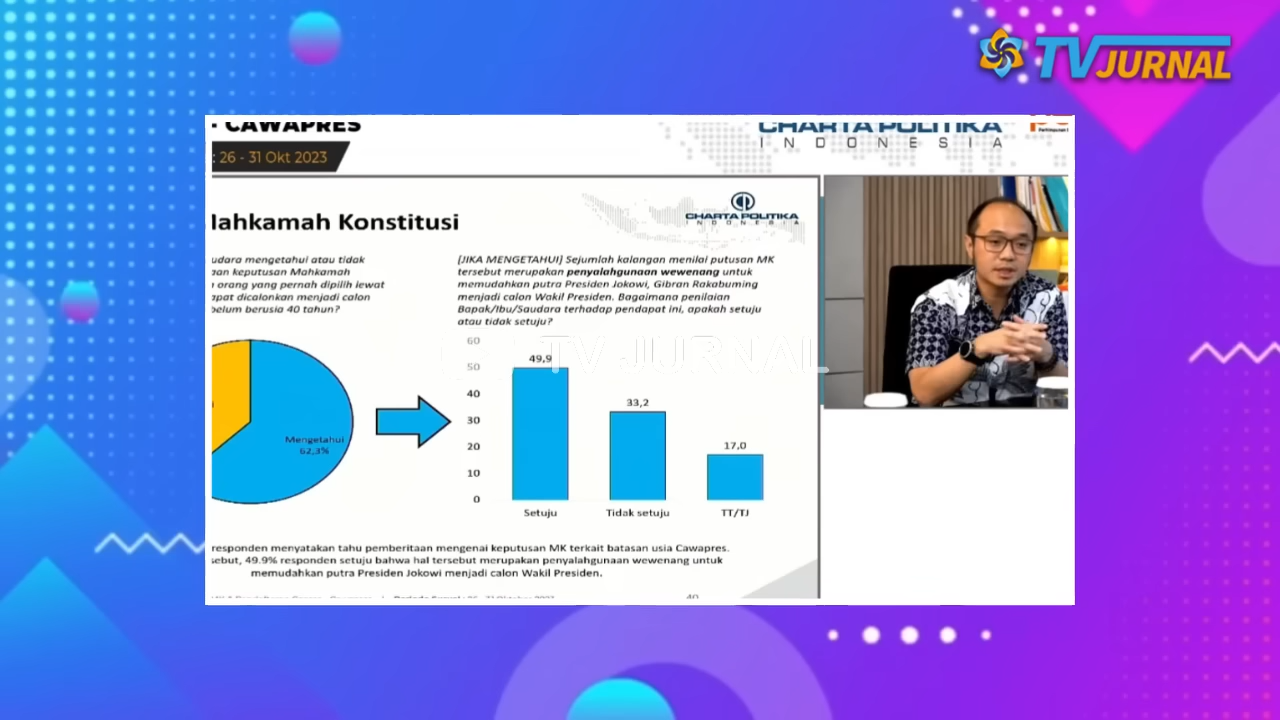 TV JURNAL
- CAWAPRES
CHARTA POLITIKA
INDONESIA
: 26 - 31 Okt 2023
CHARTA POLITIKA
INDONESIA
Mahkamah Konstitusi
udara mengetahui atau tidak
an keputusan Mahkamah
orang yang pernah dipilih lewat
apat dicalonkan menjadi calon
belum berusia 40 tahun?
[JIKA MENGETAHUI] Sejumlah kalangan menilai putusan MK
tersebut merupakan penyalahgunaan wewenang untuk
memudahkan putra Presiden Jokowi, Gibran Rakabuming
menjadi calon Wakil Presiden. Bagaimana penilaian
Bapak/Ibu/Saudara terhadap pendapat ini, apakah setuju
atau tidak setuju?
TV JURNAL
Mengetahui
62,3%
60
50
40
30
20
10
0
49,9
33,2
17,0
Setuju
Tidak setuju
TT/TJ
responden menyatakan tahu pemberitaan mengenai keputusan MK terkait batasan usia Cawapres.
sebut, 49.9% responden setuju bahwa hal tersebut merupakan penyalahgunaan wewenang untuk
memudahkan putra Presiden Jokowi menjadi calon Wakil Presiden.
40